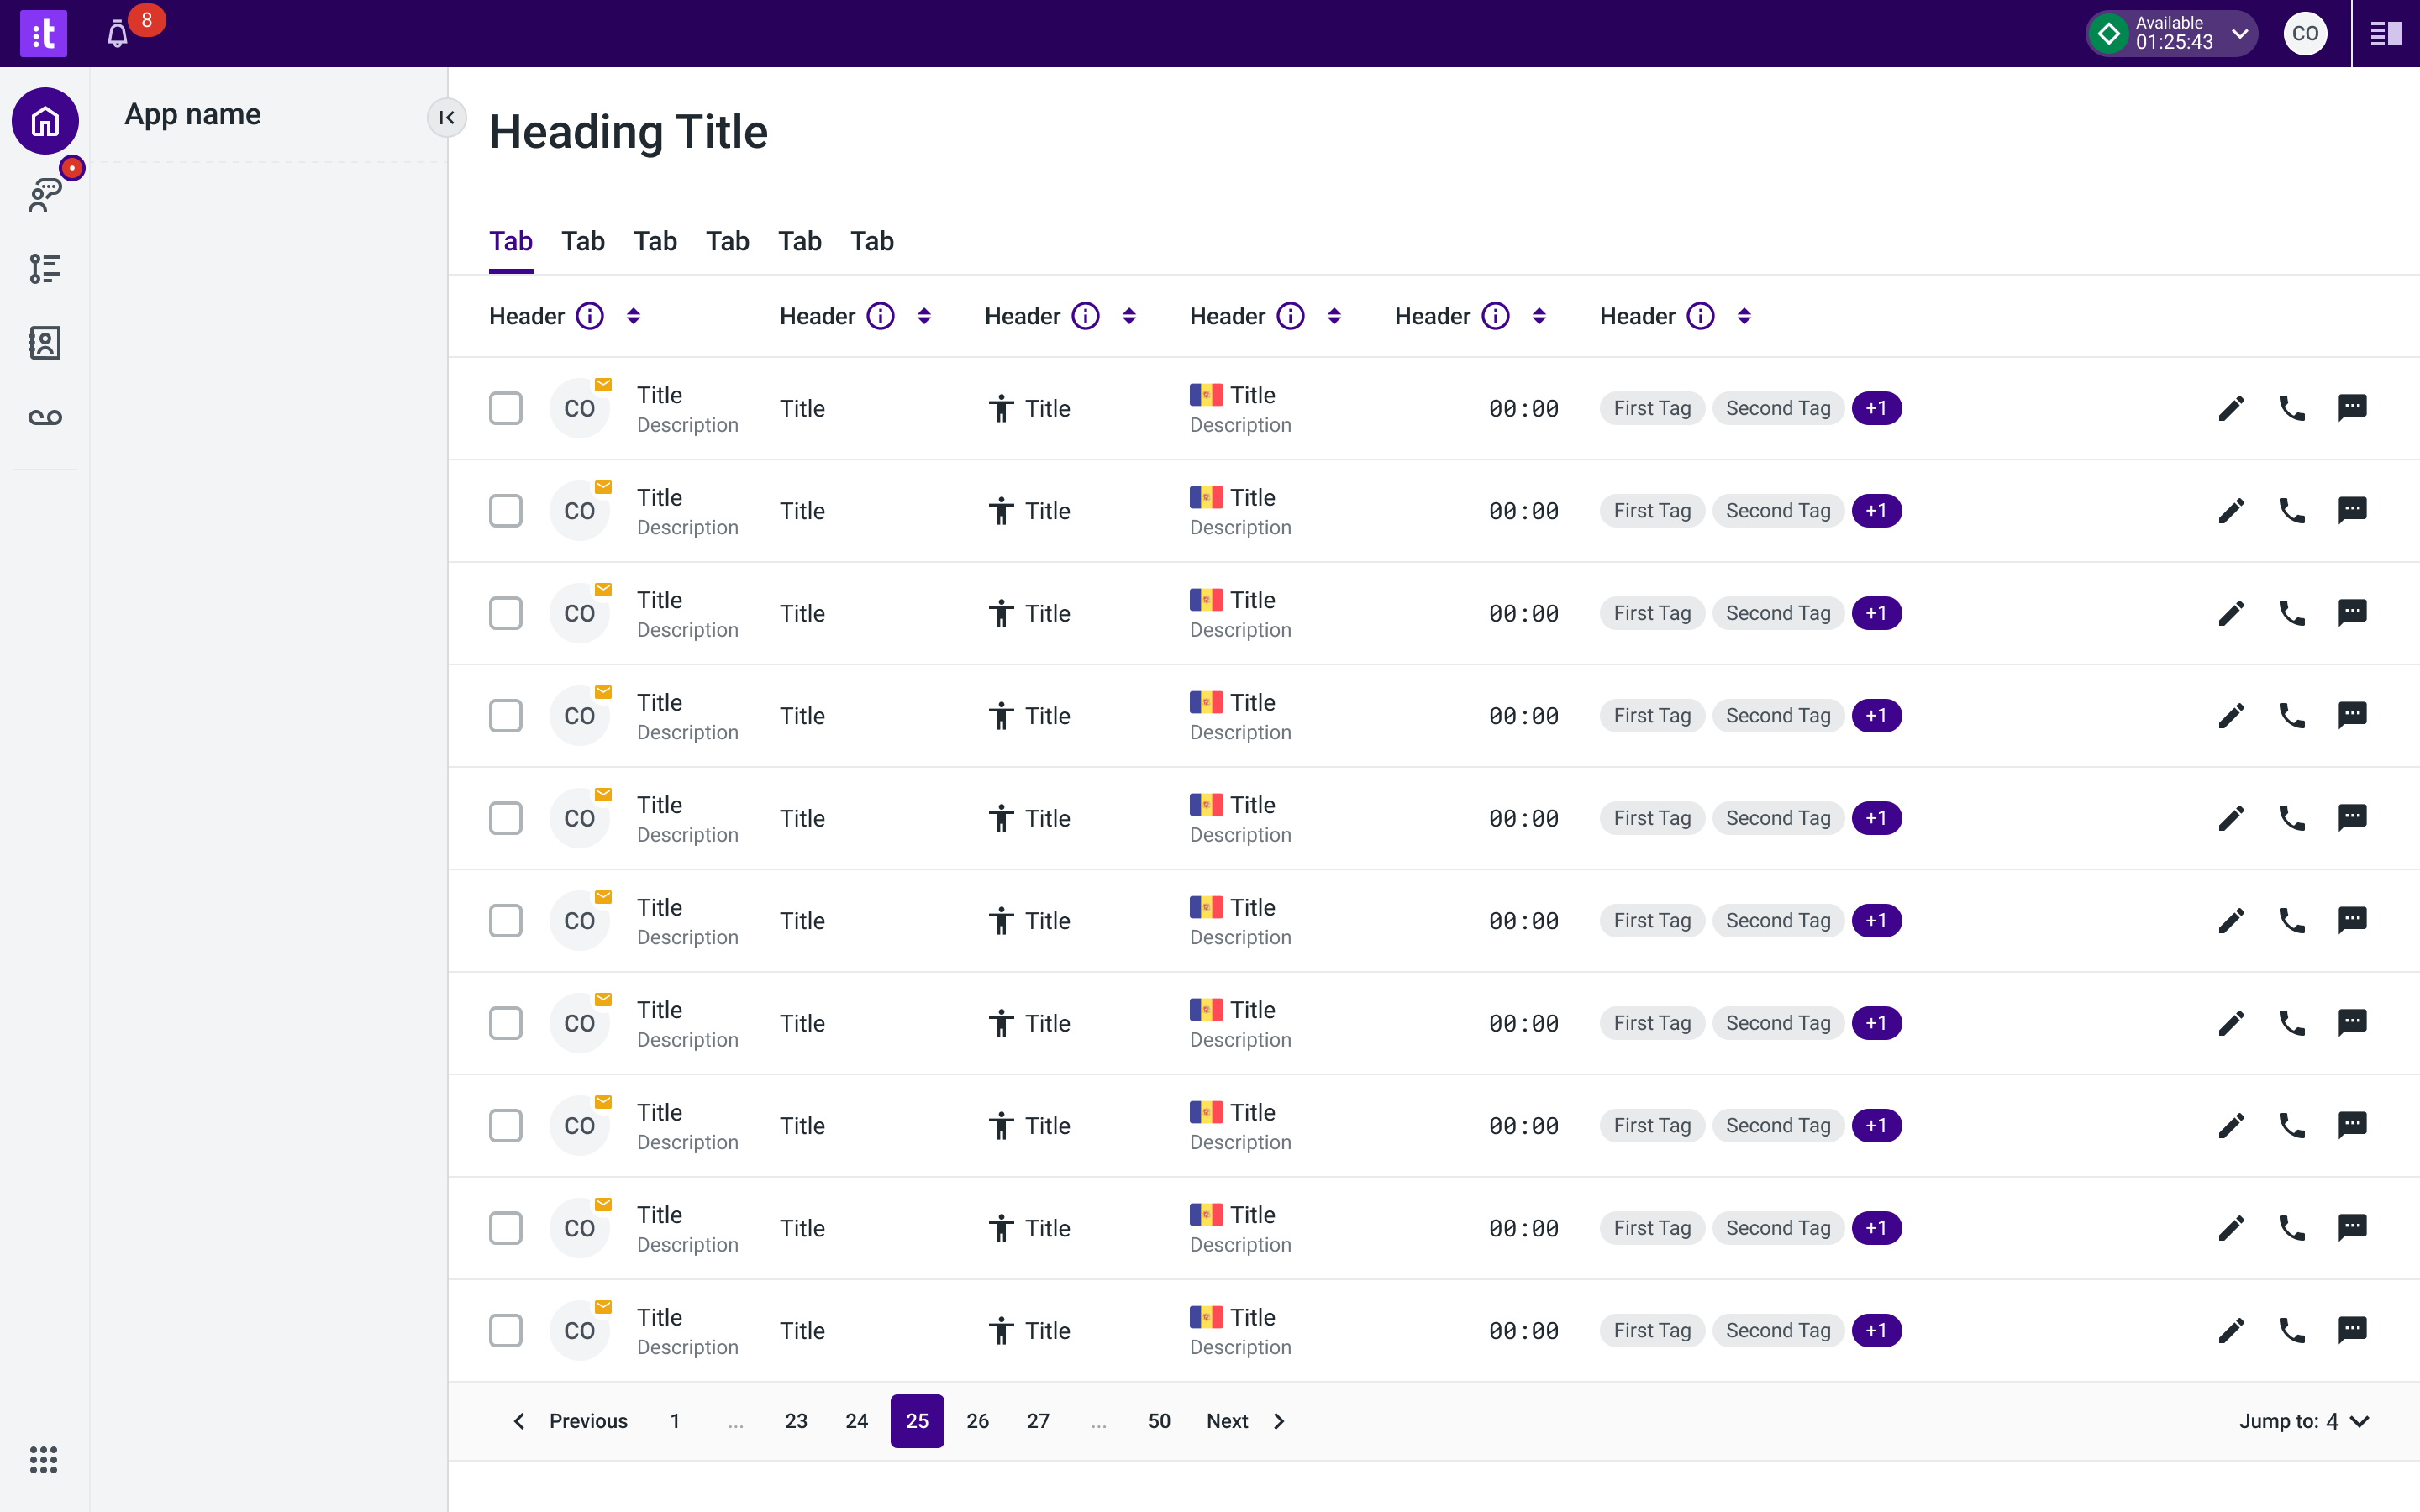 :t
8
Available
01:25:43
CO
App name
Heading Title
Tab Tab Tab Tab Tab Tab
Header Header Header Header Header Header
CO Title Title Title Title 00:00 First Tag Second Tag +1
Description Description
CO Title Title Title Title 00:00 First Tag Second Tag +1
Description Description
CO Title Title Title Title 00:00 First Tag Second Tag +1
Description Description
CO Title Title Title Title 00:00 First Tag Second Tag +1
Description Description
CO Title Title Title Title 00:00 First Tag Second Tag +1
Description Description
CO Title Title Title Title 00:00 First Tag Second Tag +1
Description Description
CO Title Title Title Title 00:00 First Tag Second Tag +1
Description Description
CO Title Title Title Title 00:00 First Tag Second Tag +1
Description Description
CO Title Title Title Title 00:00 First Tag Second Tag +1
Description Description
CO Title Title Title Title 00:00 First Tag Second Tag +1
Description Description
Previous 1 ... 23 24 25 26 27 ... 50 Next Jump to: 4